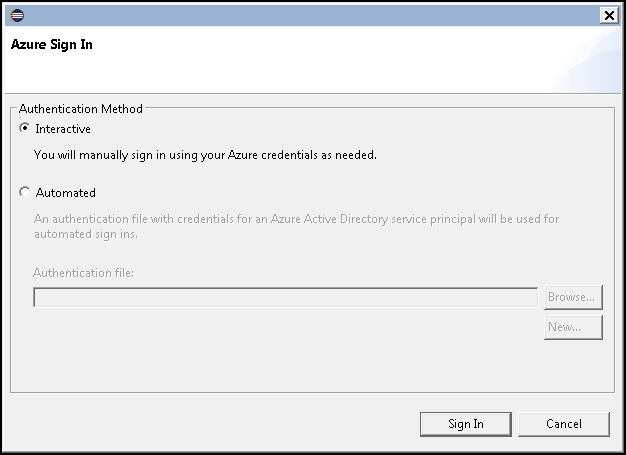 Azure Sign In
Authentication Method
Interactive
You will manually sign in using your Azure credentials as needed.
Automated
An authentication file with credentials for an Azure Active Directory service principal will be used for
automated sign ins.
Authentication file:
Browse...
New...
Sign In
Cancel